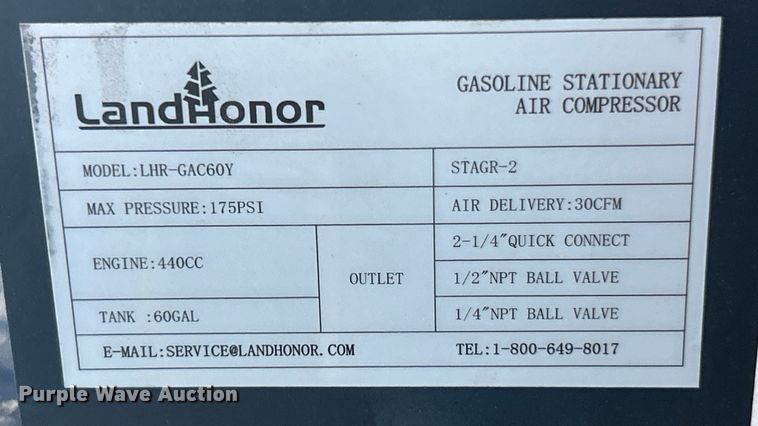 LandHonor
GASOLINE STATIONARY
AIR COMPRESSOR
MODEL:LHR-GAC60Y
STAGR-2
MAX PRESSURE:175PSI
AIR DELIVERY:30CFM
ENGINE:440CC
OUTLET
2-1/4"QUICK CONNECT
1/2"NPT BALL VALVE
TANK :60GAL
1/4"NPT BALL VALVE
E-MAIL:SERVICE@LANDHONOR.COM
TEL:1-800-649-8017
Purple Wave Auction